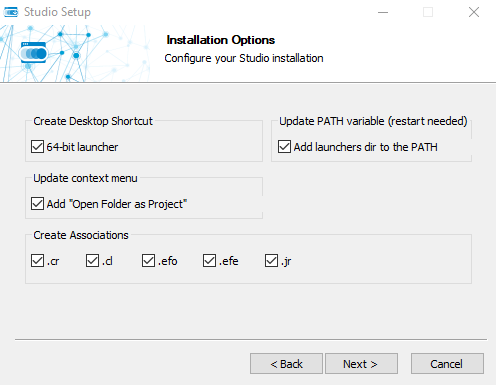 Studio Setup
Installation Options
Configure your Studio installation
Create Desktop Shortcut
64-bit launcher
Update PATH variable (restart needed)
Add launchers dir to the PATH
Update context menu
Add "Open Folder as Project"
Create Associations
.cr .cl .efo .efe .jr
< Back Next > Cancel